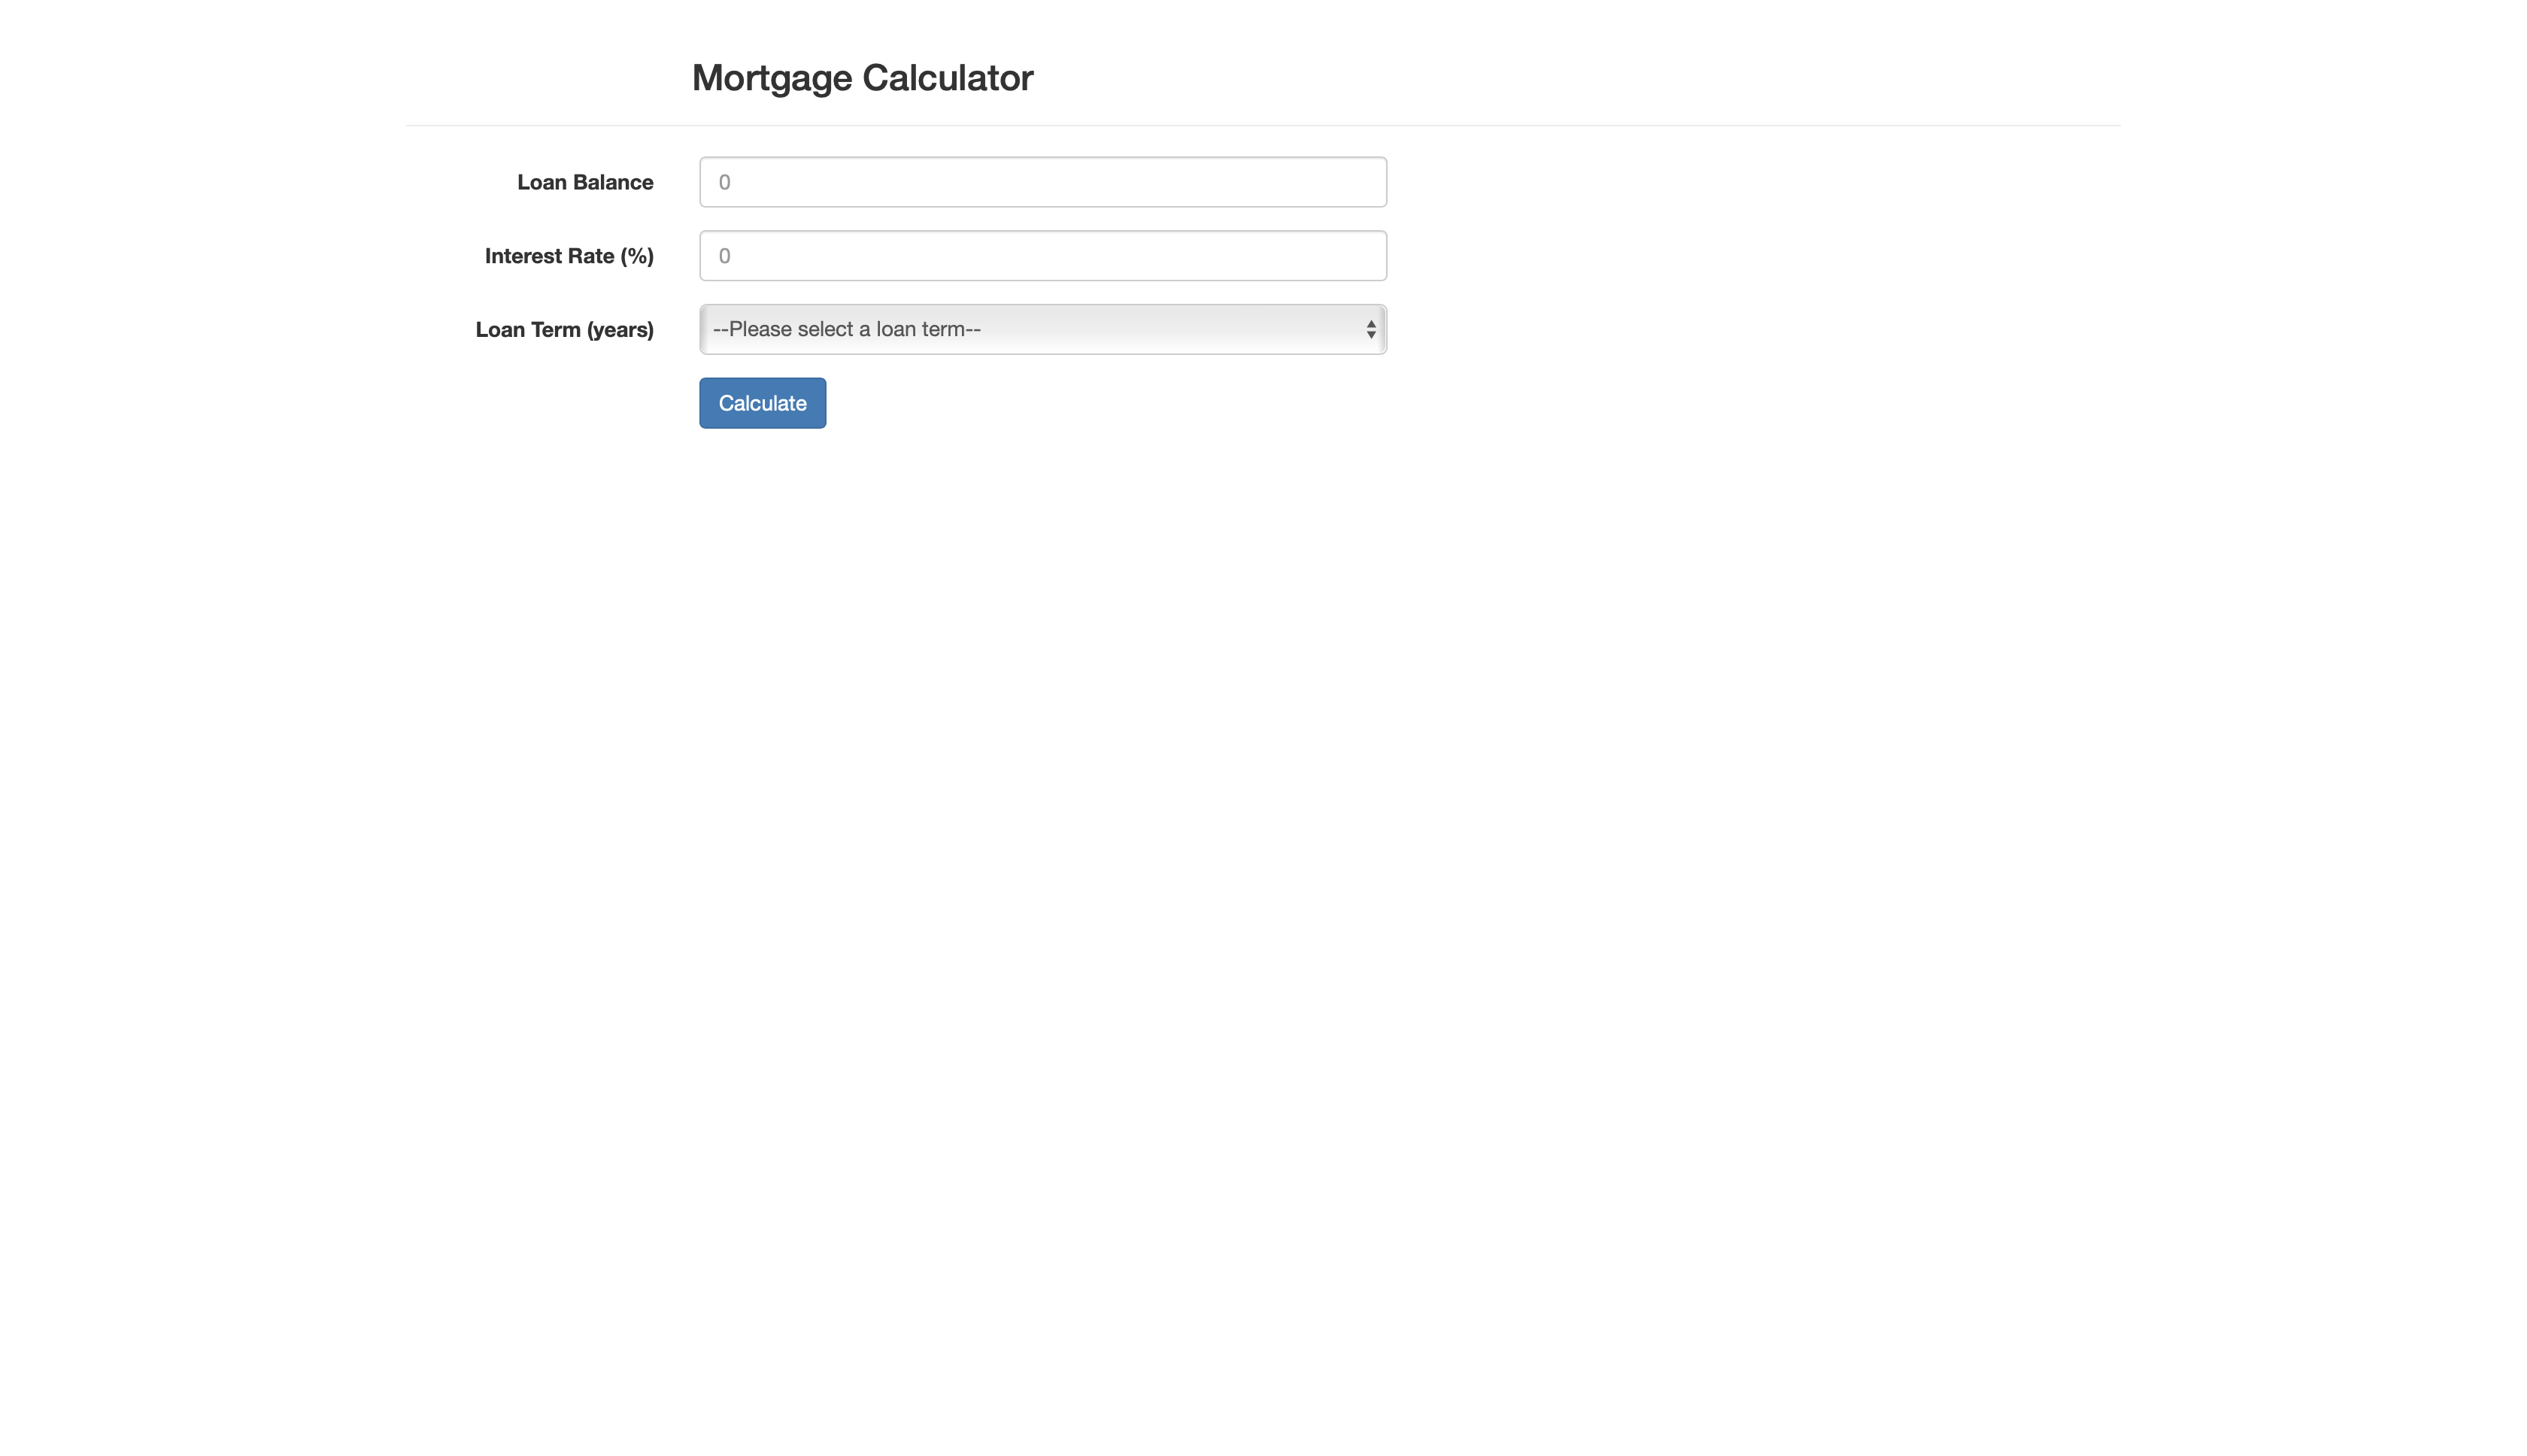 Mortgage Calculator
Loan Balance
0
Interest Rate (%)
0
Loan Term (years)
--Please select a loan term--
Calculate